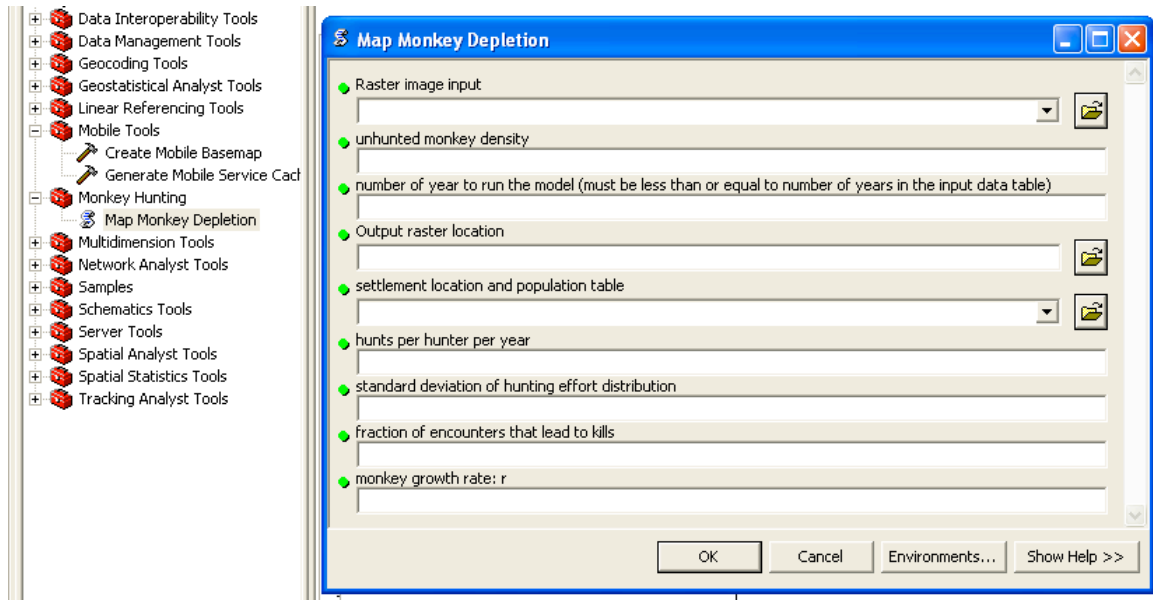 Data Interoperability Tools
Data Management Tools
Geocoding Tools
Geostatistical Analyst Tools
Linear Referencing Tools
Mobile Tools
Create Mobile Basemap
Generate Mobile Service Cacl
Monkey Hunting
Map Monkey Depletion
Multidimension Tools
Network Analyst Tools
Samples
Schematics Tools
Server Tools
Spatial Analyst Tools
Spatial Statistics Tools
Tracking Analyst Tools
Map Monkey Depletion
Raster image input
unhunted monkey density
number of year to run the model (must be less than or equal to number of years in the input data table)
Output raster location
settlement location and population table
hunts per hunter per year
standard deviation of hunting effort distribution
fraction of encounters that lead to kills
monkey growth rate: r
OK Cancel Environments... Show Help >>